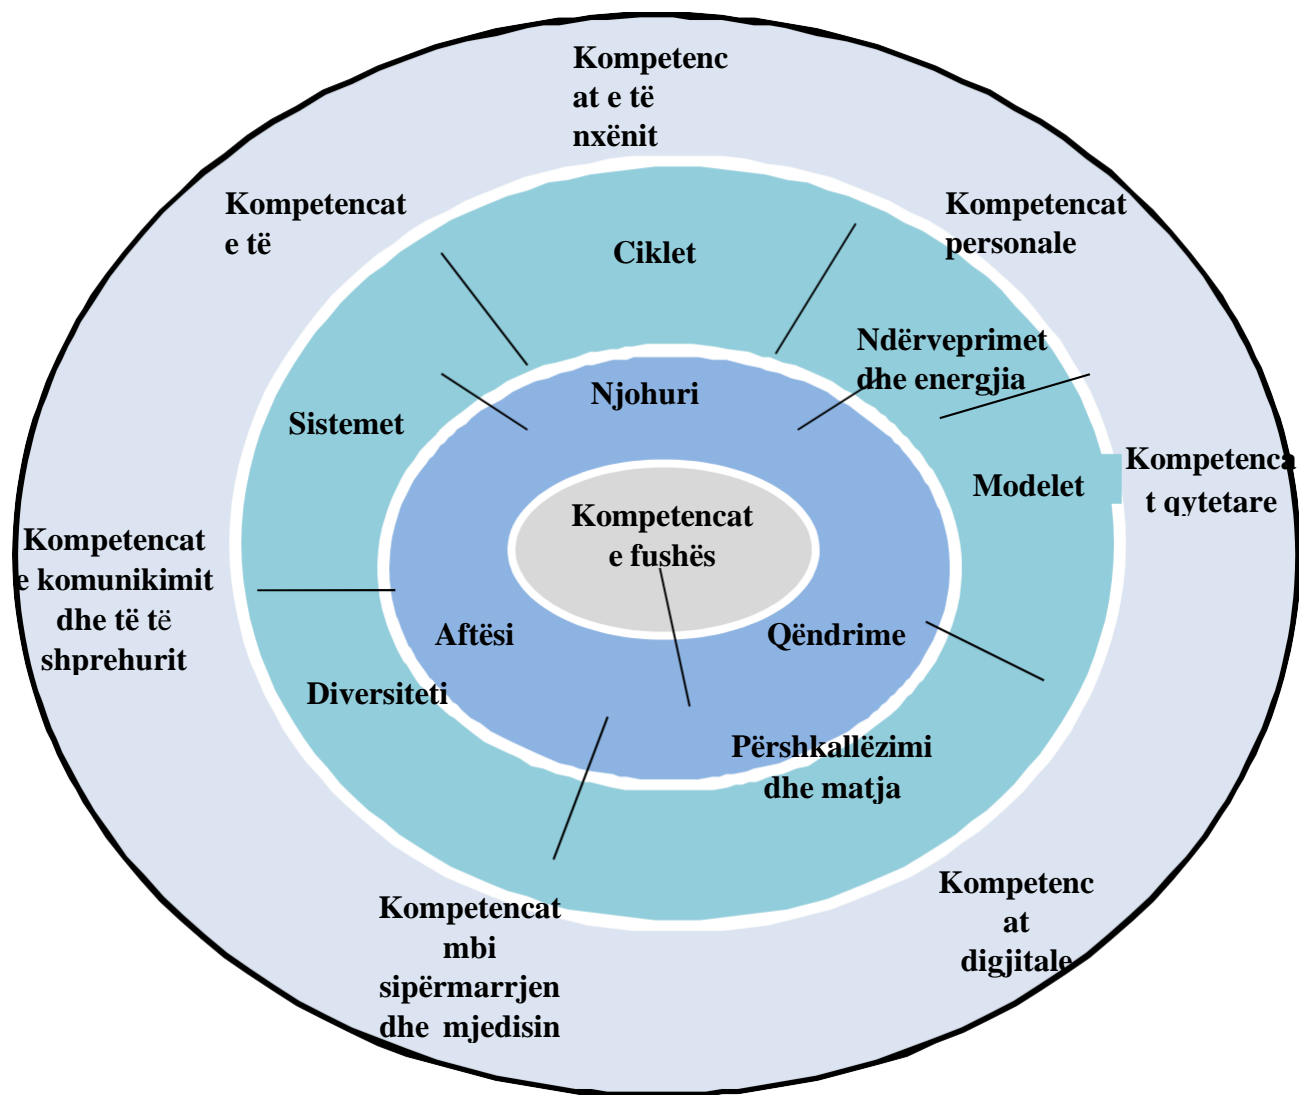 Kompetenc
at e të
nxënit
Kompetencat
e të
Kompetencat
personale
Ciklet
Ndërveprimet
dhe energjia
Njohuri
Sistemet
Modelet
Kompetenca
t qytetare
Kompetencat
e fushës
Kompetencat
e komunikimit
dhe të të
shprehurit
Aftësi
Qëndrime
Diversiteti
Përshkallëzimi
dhe matja
Kompetencat
mbi
sipërmarrjen
dhe mjedisin
Kompetenc
at
digjitale